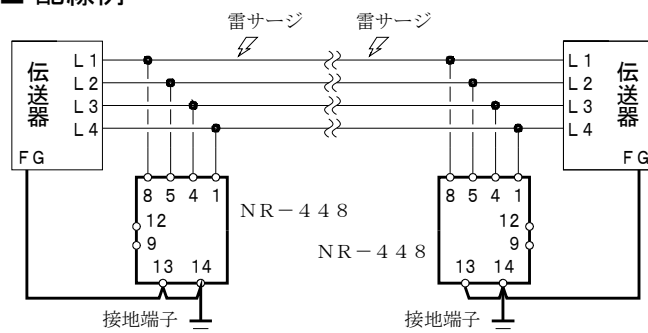 ■ 配線例
雷サージ 雷サージ
伝送器 L1 L1 伝送器
L2 L2
L3 L3
L4 L4
FG FG
8 5 4 1 8 5 4 1
12 NR-448 12
9 NR-448 9
13 14 13 14
接地端子 接地端子